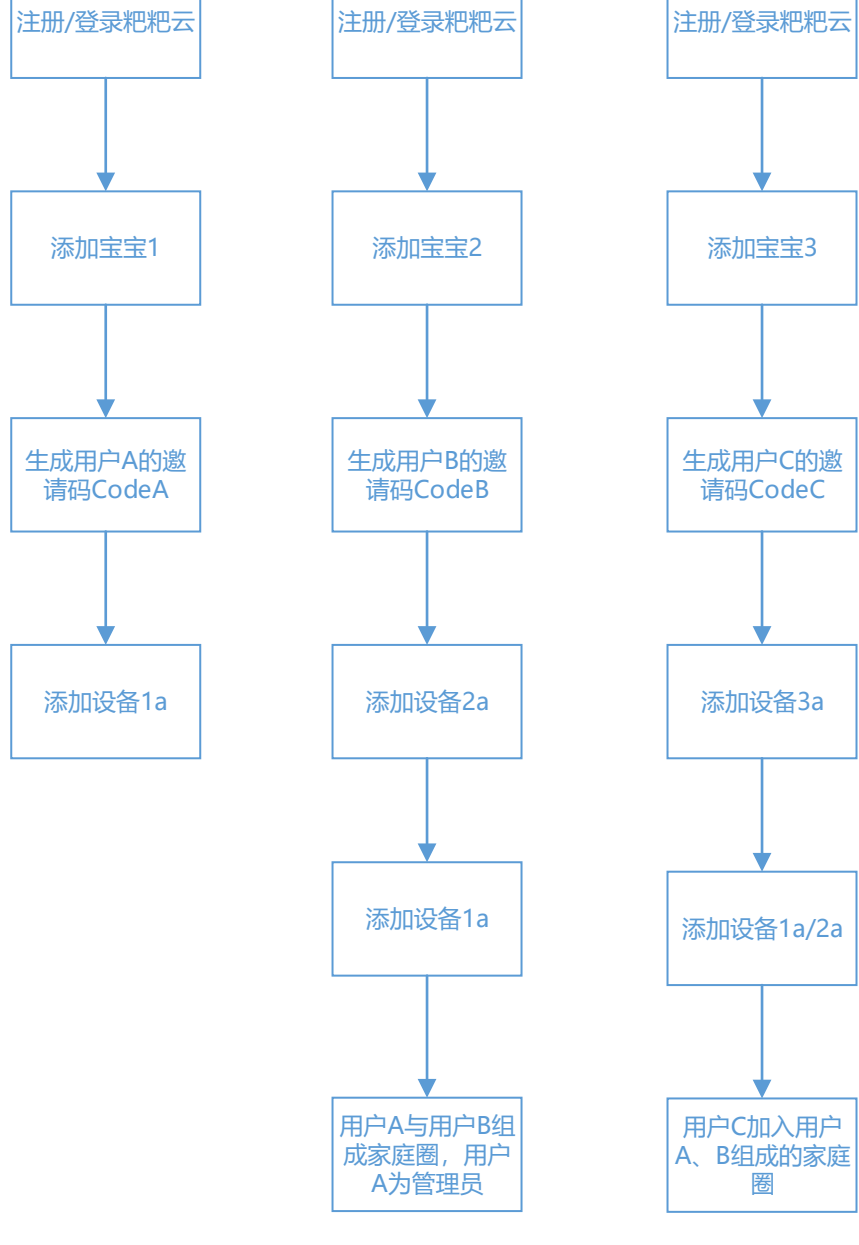 注册/登录粑粑云
注册/登录粑粑云
注册/登录粑粑云
添加宝宝1
添加宝宝2
添加宝宝3
生成用户A的邀
请码CodeA
生成用户B的邀
请码CodeB
生成用户C的邀
请码CodeC
添加设备1a
添加设备2a
添加设备3a
添加设备1a
添加设备1a/2a
用户A与用户B组
成家庭圈，用户
A为管理员
用户C加入用户
A、B组成的家庭
圈